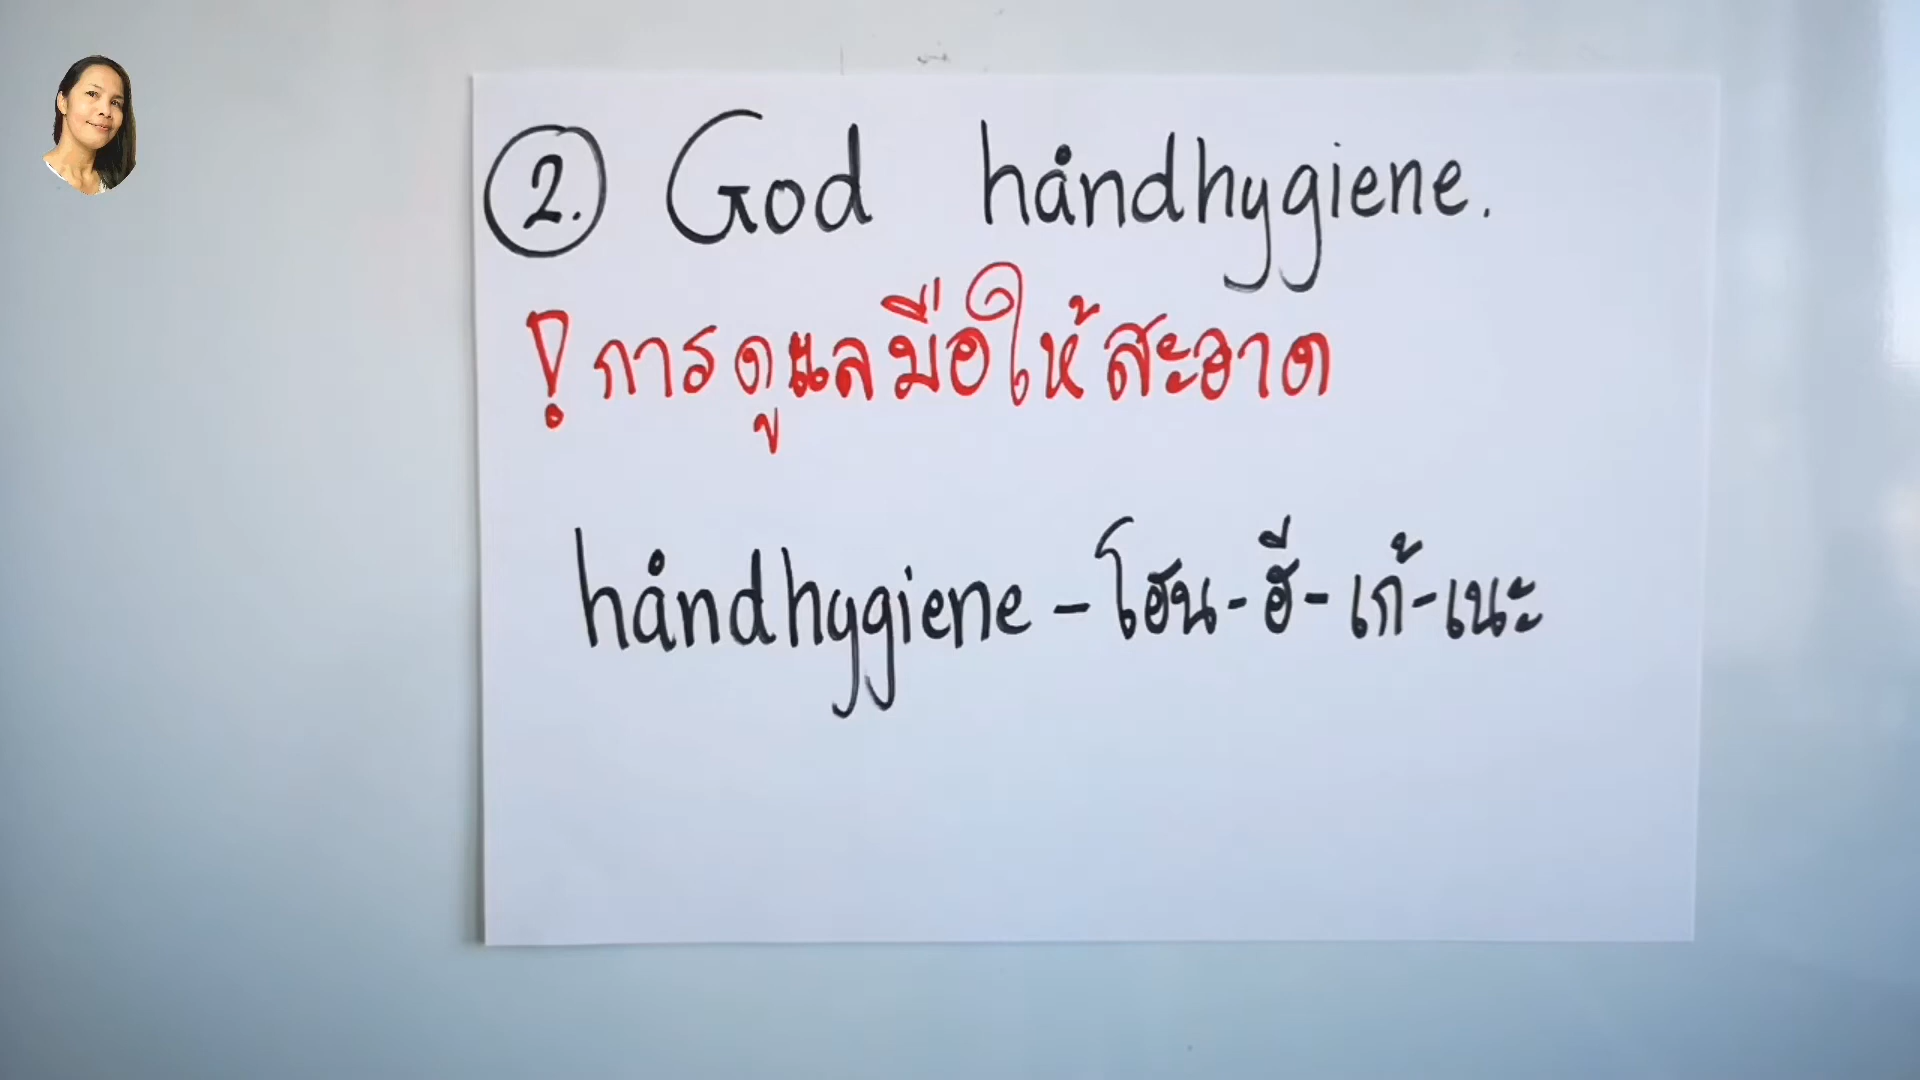 2. God håndhygiene.
! การดูแลมือให้สะอาด
håndhygiene - โฮน - ฮี - เก้ - เนะ